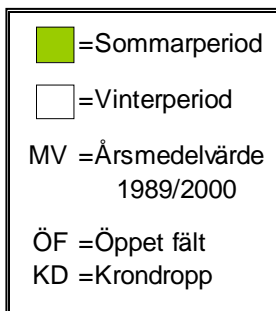 =Sommarperiod
=Vinterperiod
MV =Årsmedelvärde
1989/2000
ÖF =Öppet fält
KD =Krondropp